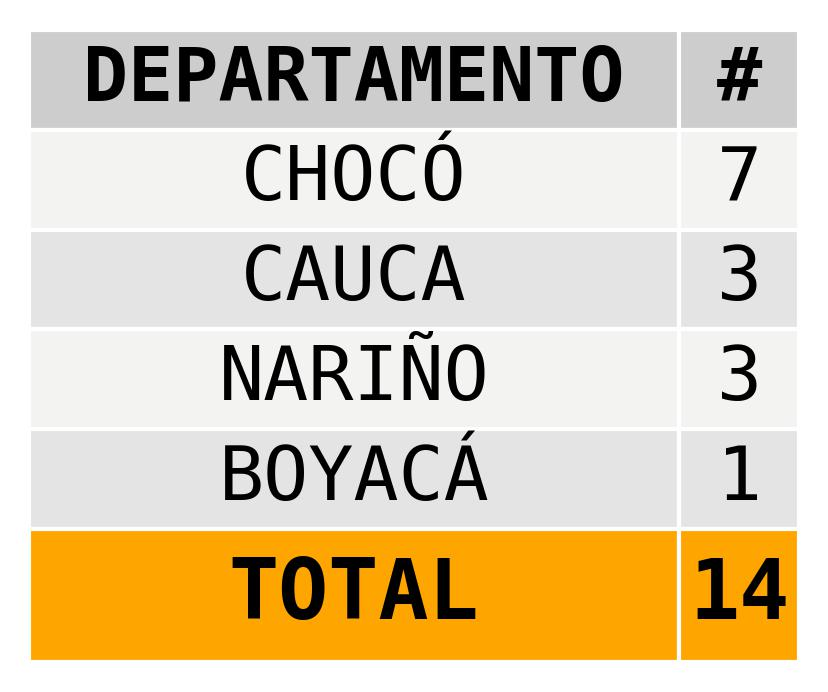 DEPARTAMENTO #
CHOCÓ 7
CAUCA 3
NARIÑO 3
BOYACÁ 1
TOTAL 14